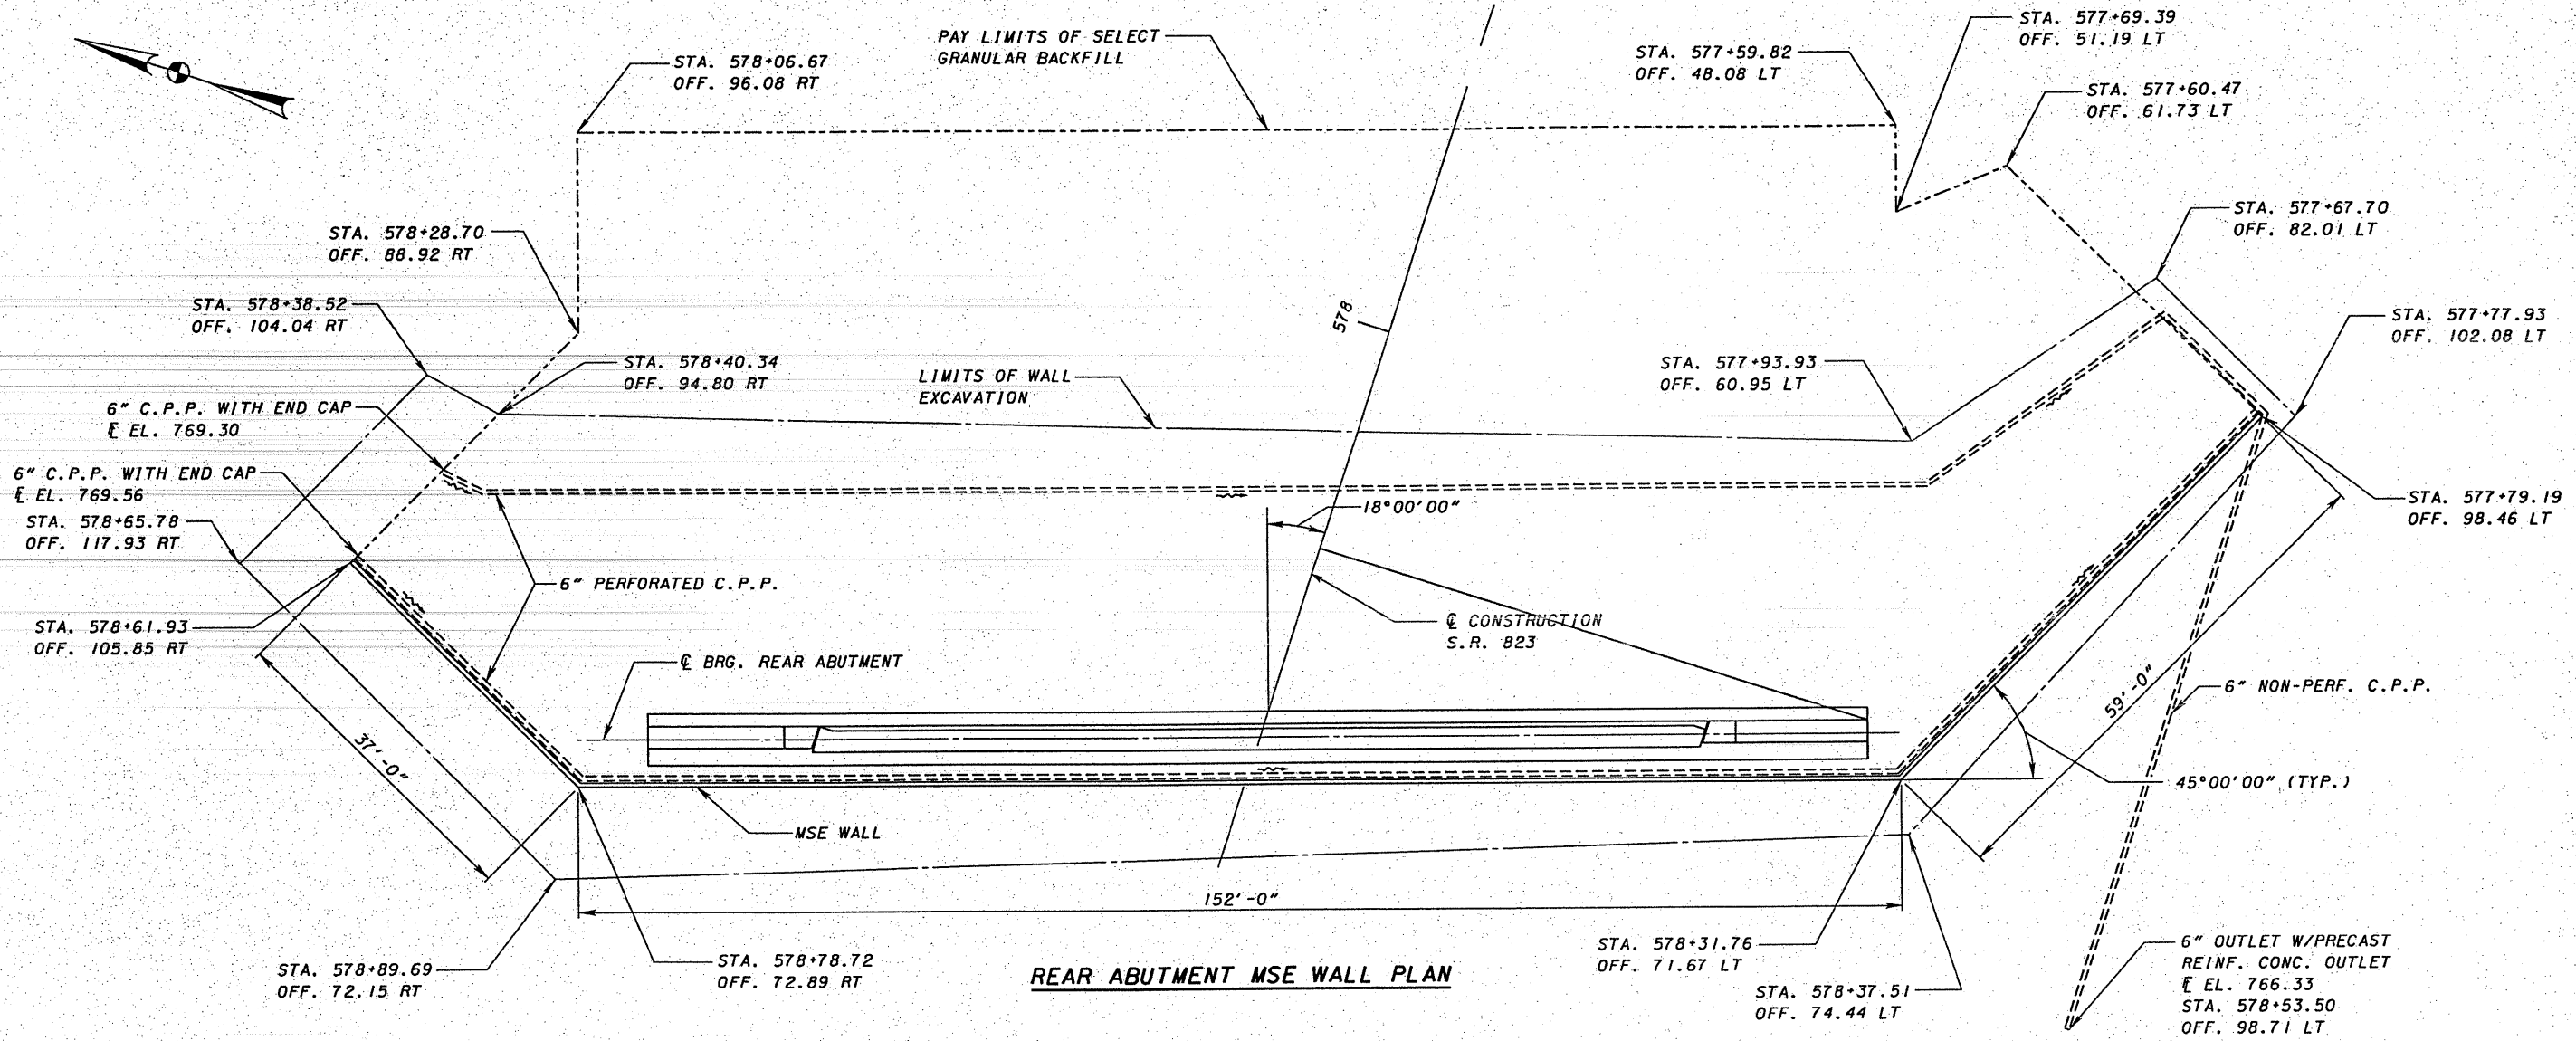 STA. 577+69.39
OFF. 51.19 LT
PAY LIMITS OF SELECT
GRANULAR BACKFILL
STA. 577+59.82
OFF. 48.08 LT
STA. 578+06.67
OFF. 96.08 RT
STA. 577+60.47
OFF. 61.73 LT
STA. 577+67.70
OFF. 82.01 LT
STA. 578+28.70
OFF. 88.92 RT
STA. 578+38.52
OFF. 104.04 RT
578
STA. 577+77.93
OFF. 102.08 LT
STA. 578+40.34
OFF. 94.80 RT
LIMITS OF WALL
EXCAVATION
STA. 577+93.93
OFF. 60.95 LT
6" C.P.P. WITH END CAP
℄ EL. 769.30
6" C.P.P. WITH END CAP
℄ EL. 769.56
STA. 578+65.78
OFF. 117.93 RT
18°00'00"
STA. 577+79.19
OFF. 98.46 LT
6" PERFORATED C.P.P.
STA. 578+61.93
OFF. 105.85 RT
℄ CONSTRUCTION
S.R. 823
℄ BRG. REAR ABUTMENT
6" NON-PERF. C.P.P.
59'-0"
37'-0"
45°00'00" (TYP.)
MSE WALL
152'-0"
STA. 578+89.69
OFF. 72.15 RT
STA. 578+78.72
OFF. 72.89 RT
REAR ABUTMENT MSE WALL PLAN
STA. 578+31.76
OFF. 71.67 LT
STA. 578+37.51
OFF. 74.44 LT
6" OUTLET W/PRECAST
REINF. CONC. OUTLET
℄ EL. 766.33
STA. 578+53.50
OFF. 98.71 LT